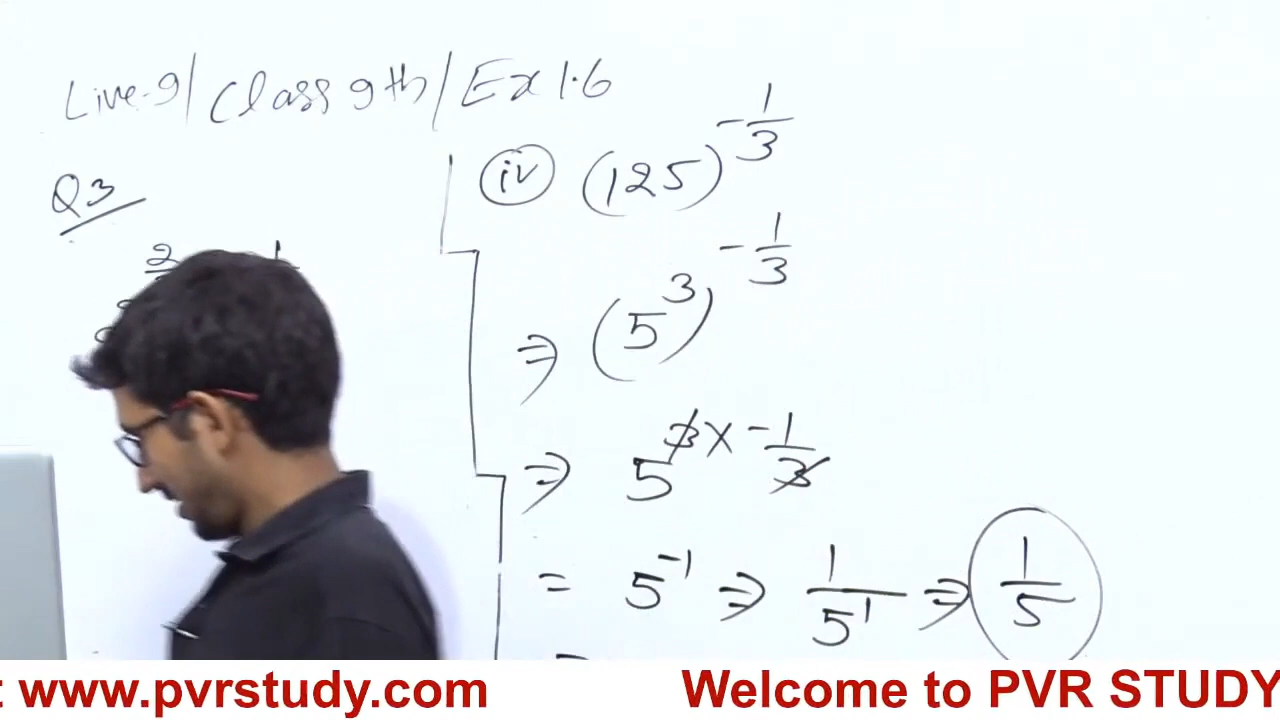 Live-9/ Class 9th/ Ex 1.6
Q3
(iv) (125)^{-1/3}
⇒ (5^3)^{-1/3}
⇒ 5^{3 × -1/3}
= 5^{-1} ⇒ 1/5^1 ⇒ 1/5
www.pvrstudy.com Welcome to PVR STUDY